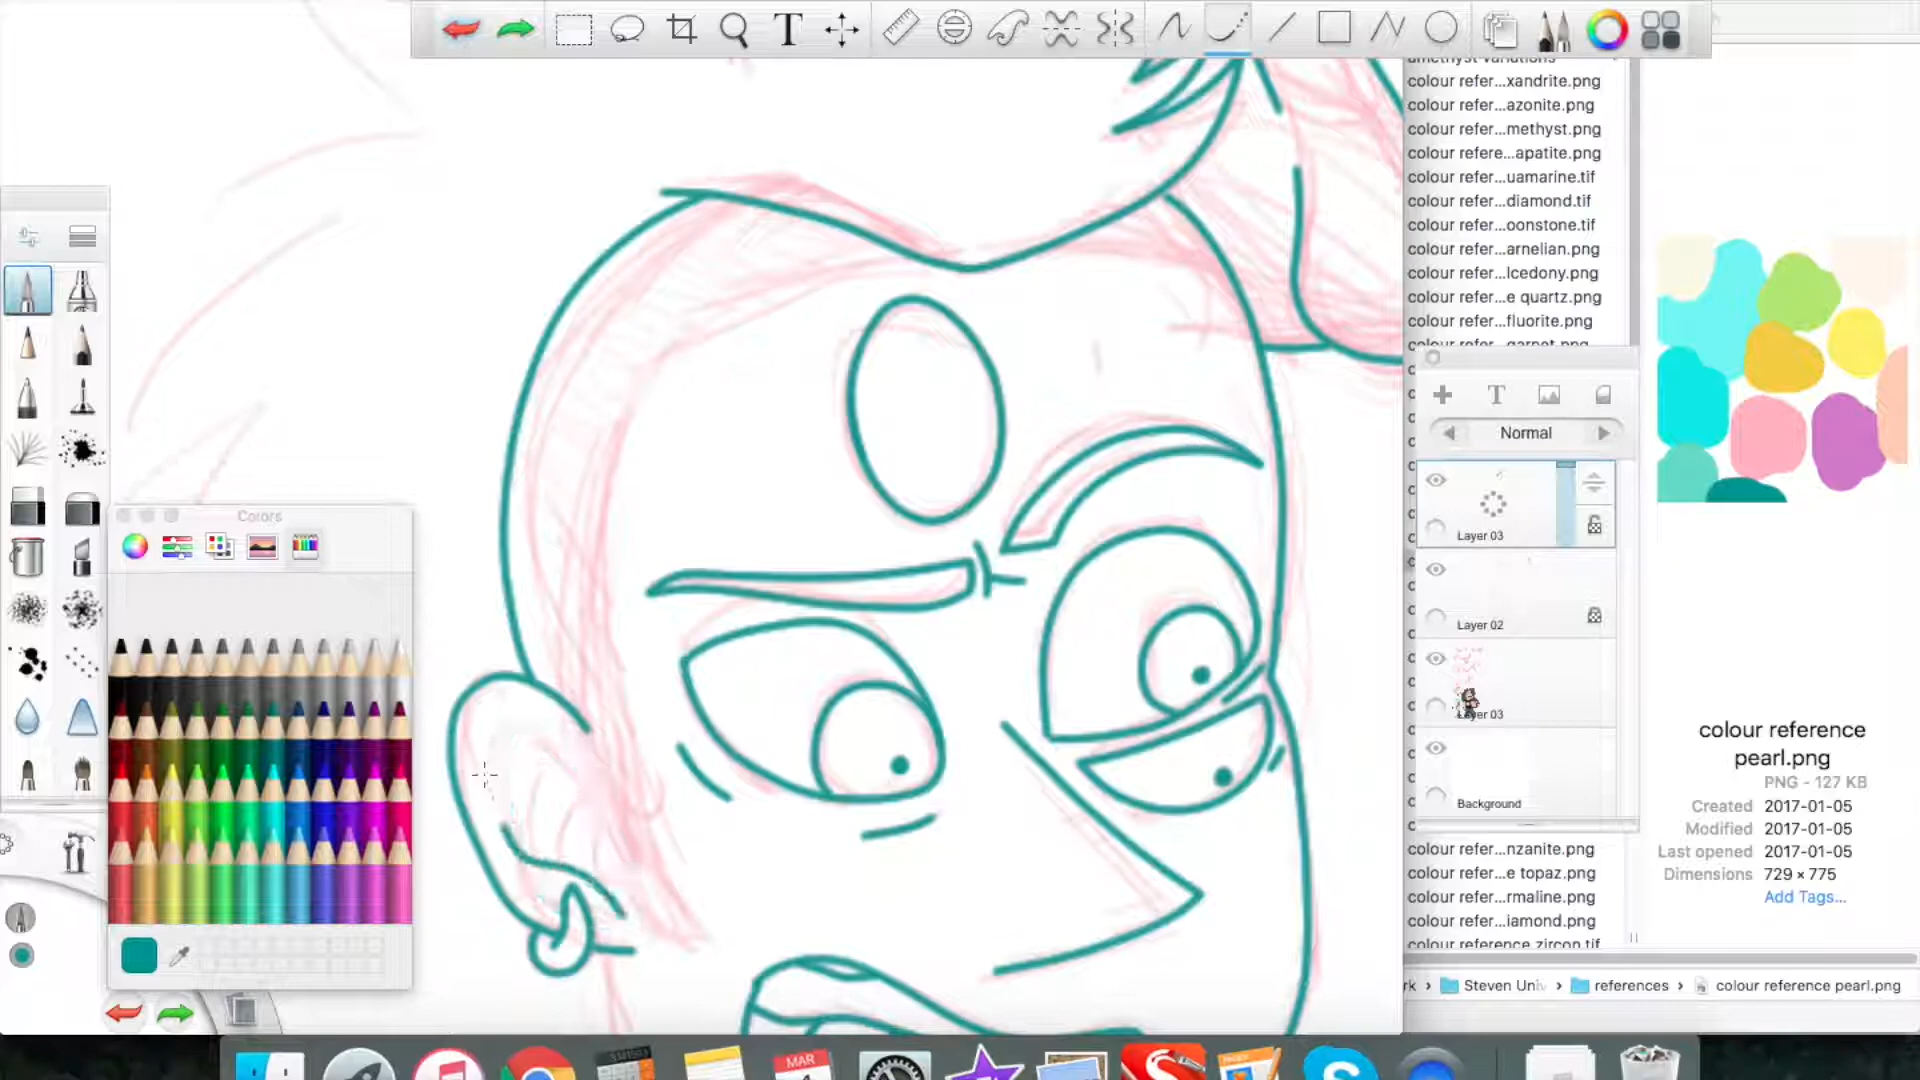 T
amethyst variations
colour refer...xandrite.png
colour refer...azonite.png
colour refer...methyst.png
colour refere...apatite.png
colour refer...uamarine.tif
colour refer...diamond.tif
colour refer...oonstone.tif
colour refer...arnelian.png
colour refer...lcedony.png
colour refer...e quartz.png
colour refer...fluorite.png
colour refer...garnet.png
T
Normal
Layer 03
Layer 02
Layer 03
Background
colour refer...nzanite.png
colour refer...e topaz.png
colour refer...rmaline.png
colour refer...iamond.png
colour reference zircon.tif
Colors
colour reference
pearl.png
PNG - 127 KB
Created 2017-01-05
Modified 2017-01-05
Last opened 2017-01-05
Dimensions 729 × 775
Add Tags...
rk › Steven Univ › references › colour reference pearl.png
MAR
PAGES